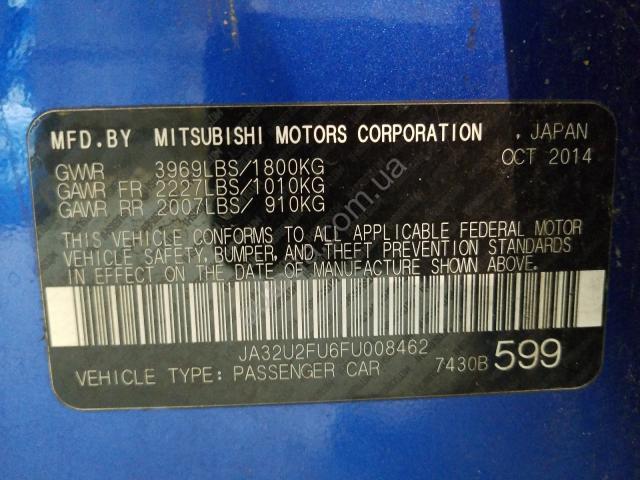 MFD.BY MITSUBISHI MOTORS CORPORATION , JAPAN
GVWR 3969LBS/1800KG OCT 2014
GAWR FR 2227LBS/1010KG
GAWR RR 2007LBS/ 910KG
THIS VEHICLE CONFORMS TO ALL APPLICABLE FEDERAL MOTOR
VEHICLE SAFETY, BUMPER, AND THEFT PREVENTION STANDARDS
IN EFFECT ON THE DATE OF MANUFACTURE SHOWN ABOVE.
JA32U2FU6FU008462
VEHICLE TYPE: PASSENGER CAR 7430B 599